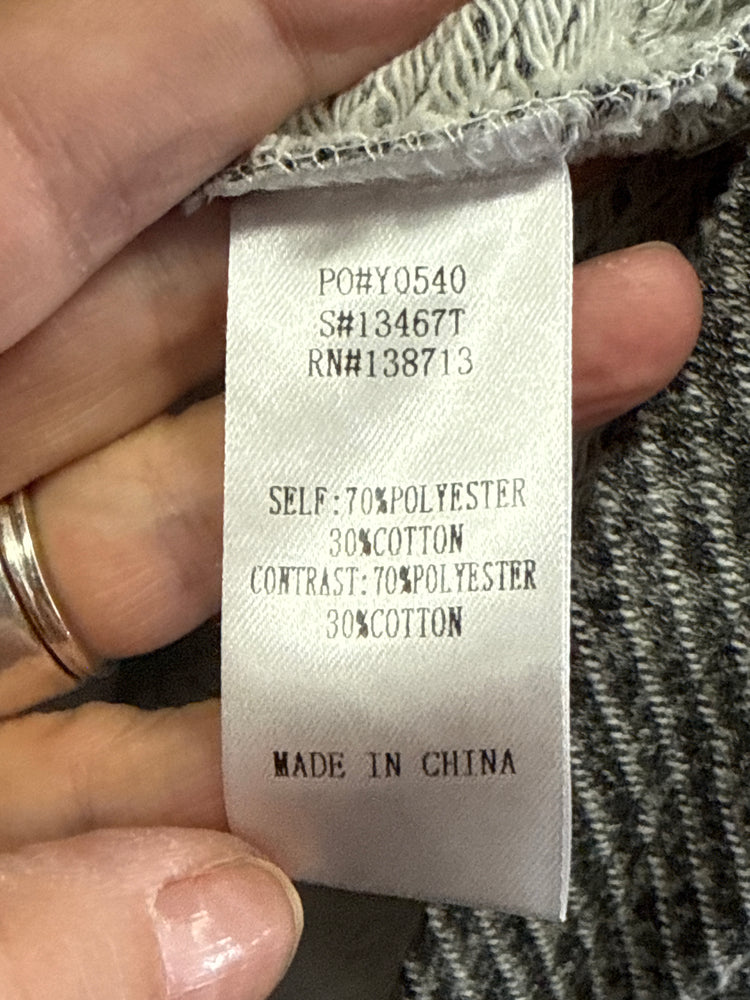 PO#Y0540
S#13467T
RN#138713
SELF:70%POLYESTER
30%COTTON
CONTRAST:70%POLYESTER
30%COTTON
MADE IN CHINA